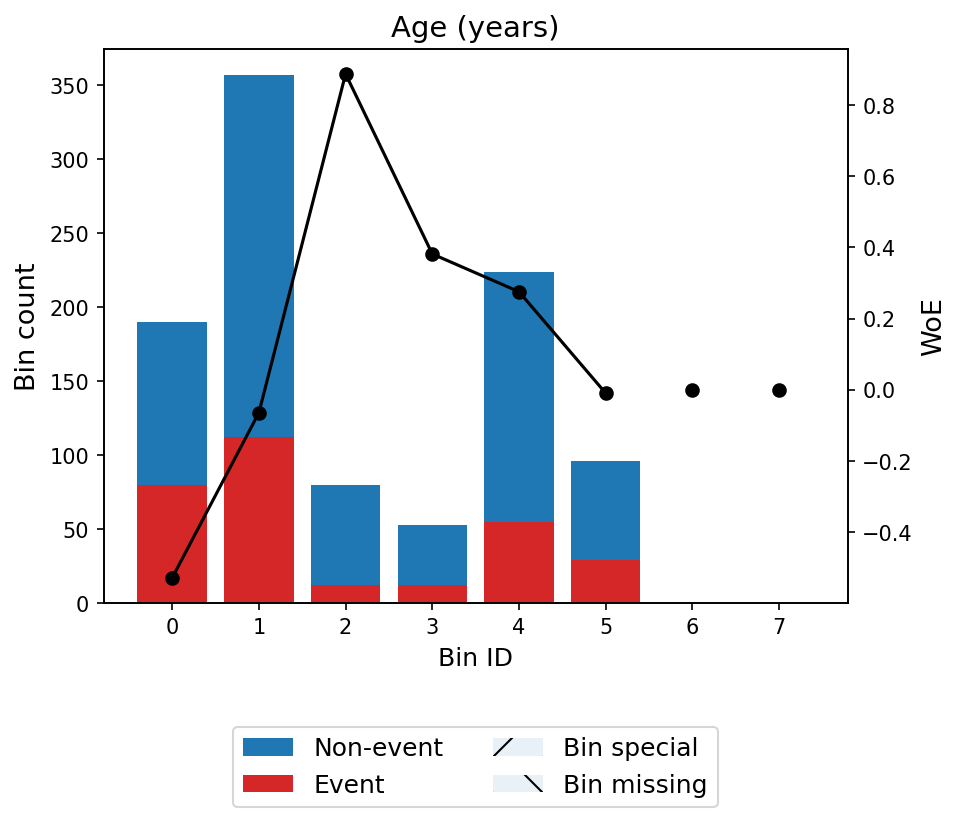 Age (years)
350
300
250
200
150
100
50
0
Bin count
0.8
0.6
0.4
0.2
0.0
−0.2
−0.4
WoE
0 1 2 3 4 5 6 7
Bin ID
Non-event Bin special
Event Bin missing